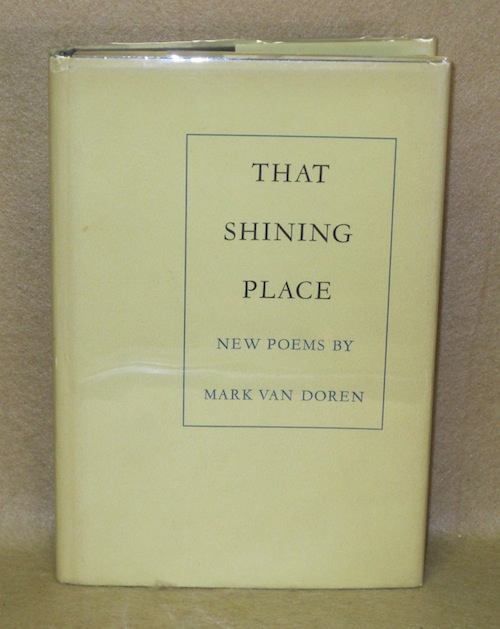 THAT
SHINING
PLACE
NEW POEMS BY
MARK VAN DOREN